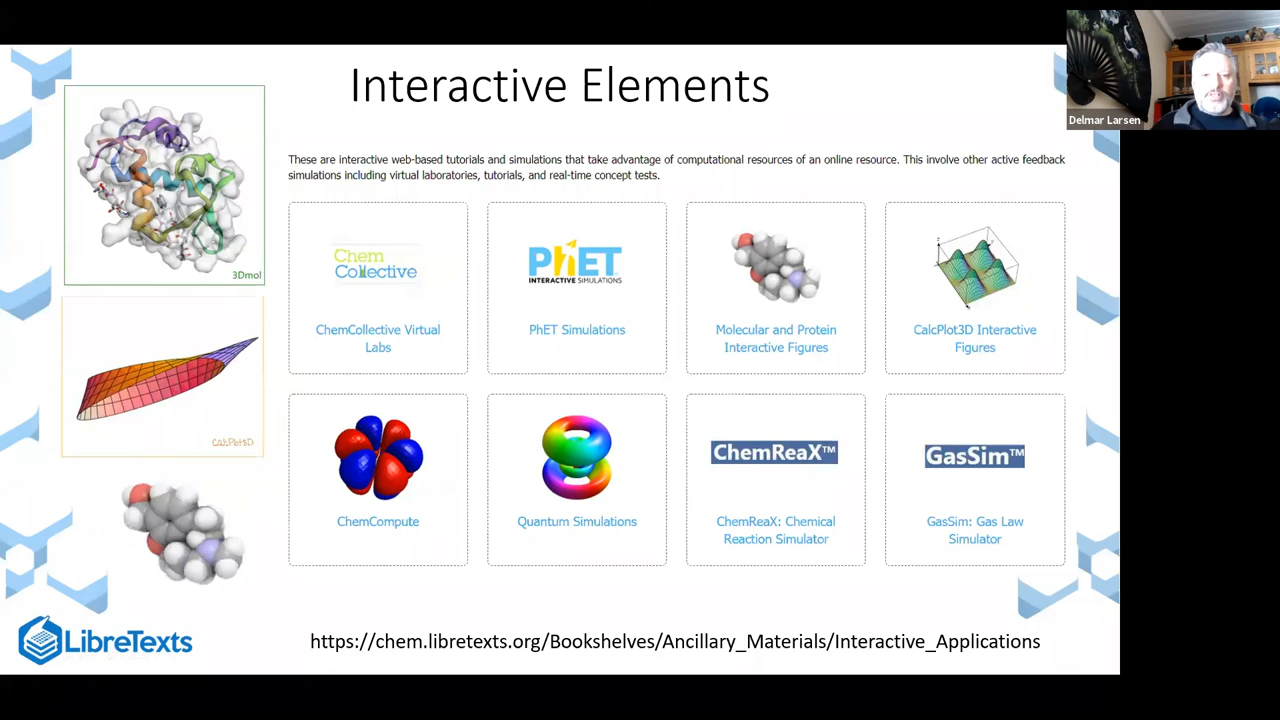 Interactive Elements
Delmar Larsen
These are interactive web-based tutorials and simulations that take advantage of computational resources of an online resource. This involve other active feedback
simulations including virtual laboratories, tutorials, and real-time concept tests.
3Dmol
CalcPlot3D
Chem
Collective
ChemCollective Virtual
Labs
PhET
INTERACTIVE SIMULATIONS
PhET Simulations
Molecular and Protein
Interactive Figures
CalcPlot3D Interactive
Figures
ChemCompute
Quantum Simulations
ChemReaX™
ChemReaX: Chemical
Reaction Simulator
GasSim™
GasSim: Gas Law
Simulator
LibreTexts
https://chem.libretexts.org/Bookshelves/Ancillary_Materials/Interactive_Applications